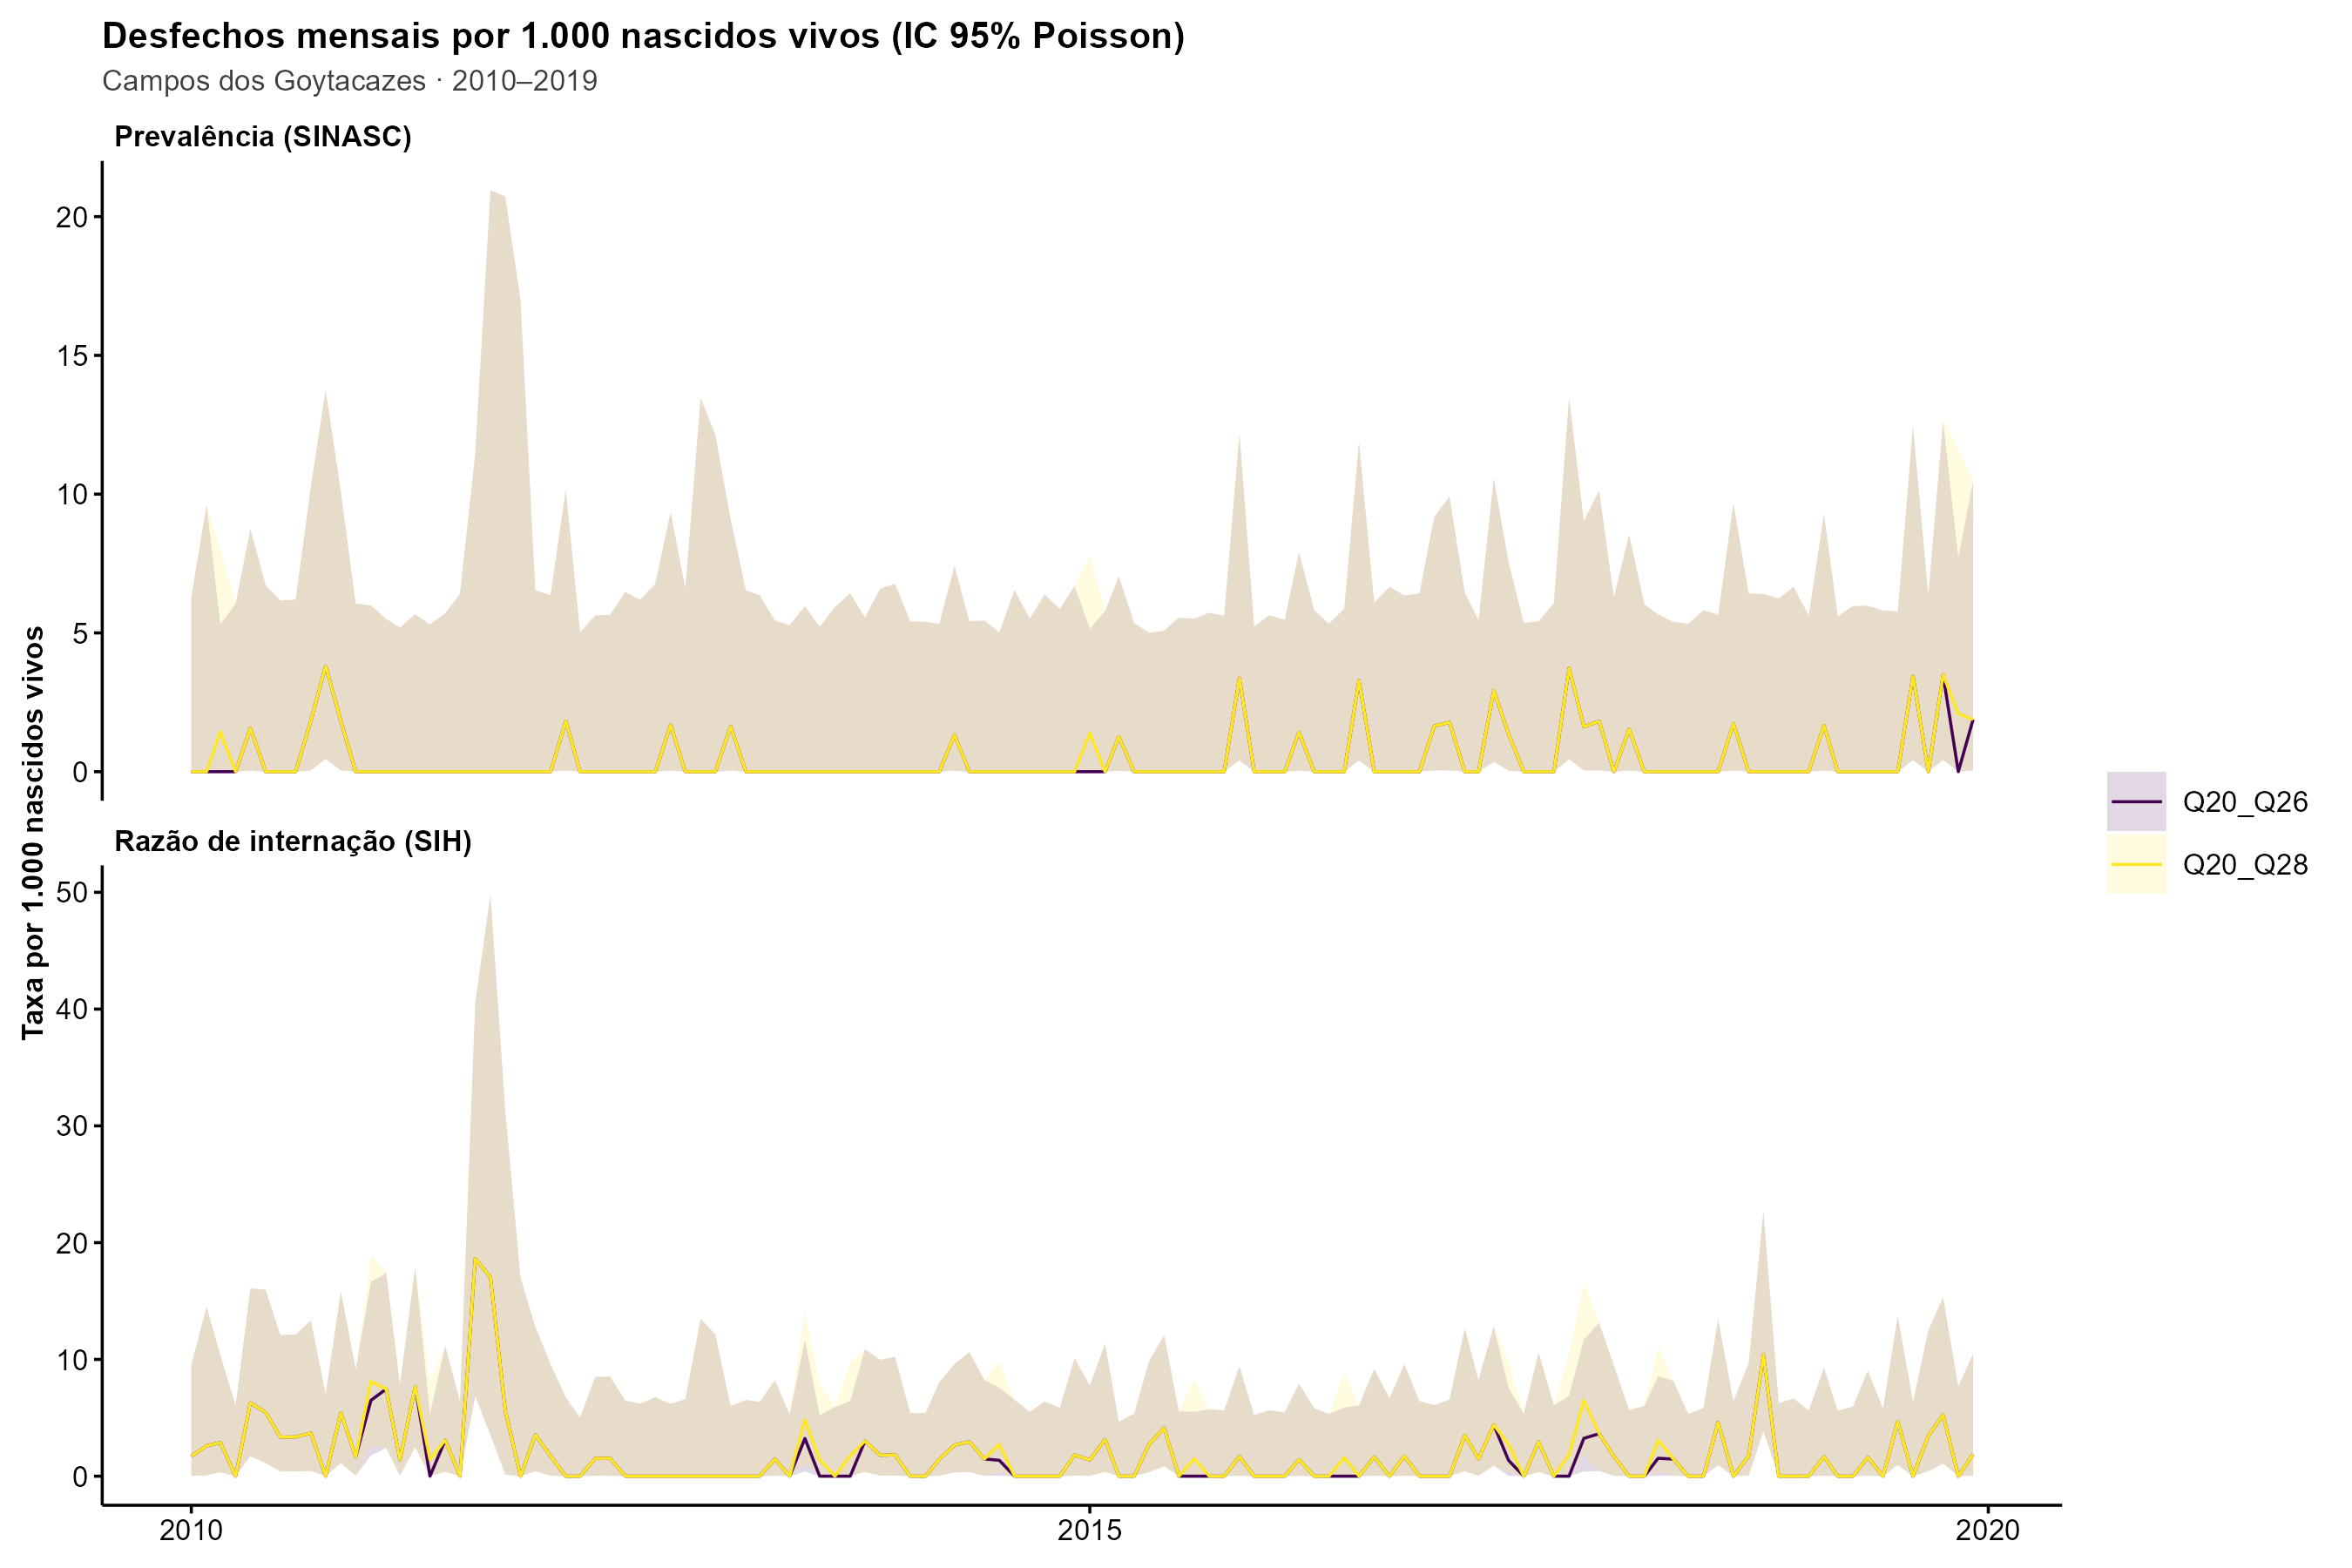 Desfechos mensais por 1.000 nascidos vivos (IC 95% Poisson)
Campos dos Goytacazes · 2010–2019
Prevalência (SINASC)
20
15
10
5
0
Taxa por 1.000 nascidos vivos
Razão de internação (SIH)
50
40
30
20
10
0
2010
2015
2020
Q20_Q26
Q20_Q28